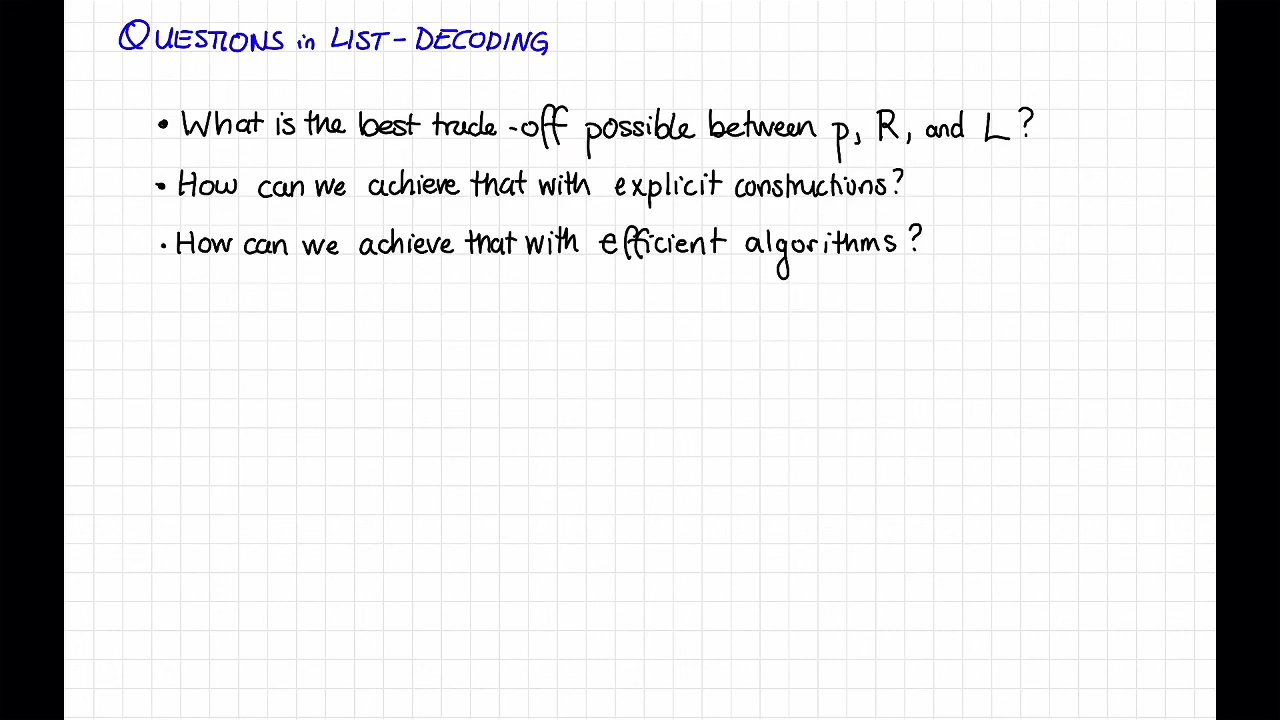 QUESTIONS in LIST-DECODING
• What is the best trade-off possible between p, R, and L?
• How can we achieve that with explicit constructions?
• How can we achieve that with efficient algorithms?